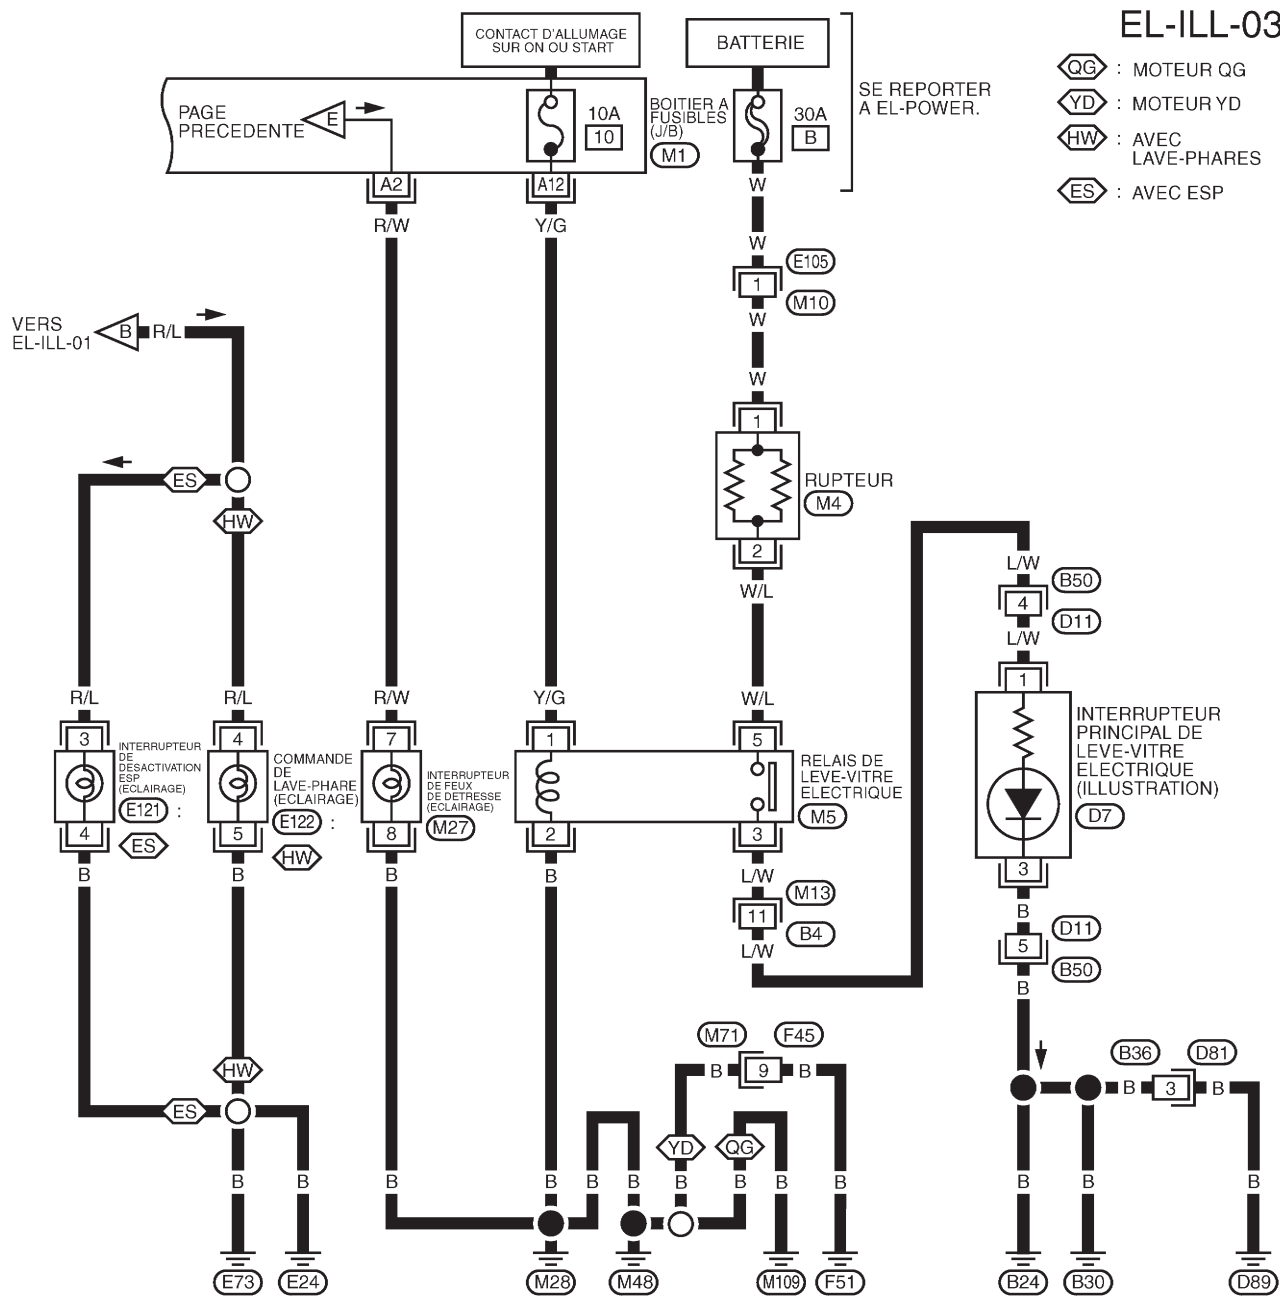 EL-ILL-03
CONTACT D'ALLUMAGE
SUR ON OU START
BATTERIE
QG : MOTEUR QG
YD : MOTEUR YD
HW : AVEC
LAVE-PHARES
ES : AVEC ESP
SE REPORTER
A EL-POWER.
PAGE
PRECEDENTE
E
10A
10
BOITIER A
FUSIBLES
(J/B)
M1
30A
B
A2
A12
W
R/W
Y/G
W
E105
1
M10
W
VERS
EL-ILL-01
B
R/L
W
1
RUPTEUR
M4
2
ES
HW
W/L
L/W
B50
4
D11
L/W
1
R/L
R/L
R/W
Y/G
W/L
3
4
7
1
5
INTERRUPTEUR
DE
DESACTIVATION
ESP
(ECLAIRAGE)
E121 :
ES
COMMANDE
DE
LAVE-PHARE
(ECLAIRAGE)
E122 :
HW
INTERRUPTEUR
DE FEUX
DE DETRESSE
(ECLAIRAGE)
M27
RELAIS DE
LEVE-VITRE
ELECTRIQUE
M5
INTERRUPTEUR
PRINCIPAL DE
LEVE-VITRE
ELECTRIQUE
(ILLUSTRATION)
D7
4
5
8
2
3
3
B
B
B
B
L/W
B
M13
11
B4
L/W
D11
5
B50
B
M71
F45
B
9
B
B36
D81
B
3
B
HW
ES
YD
QG
B
B
B
B
B
B
B
B
B
B
B
B
B
E73
E24
M28
M48
M109
F51
B24
B30
D89